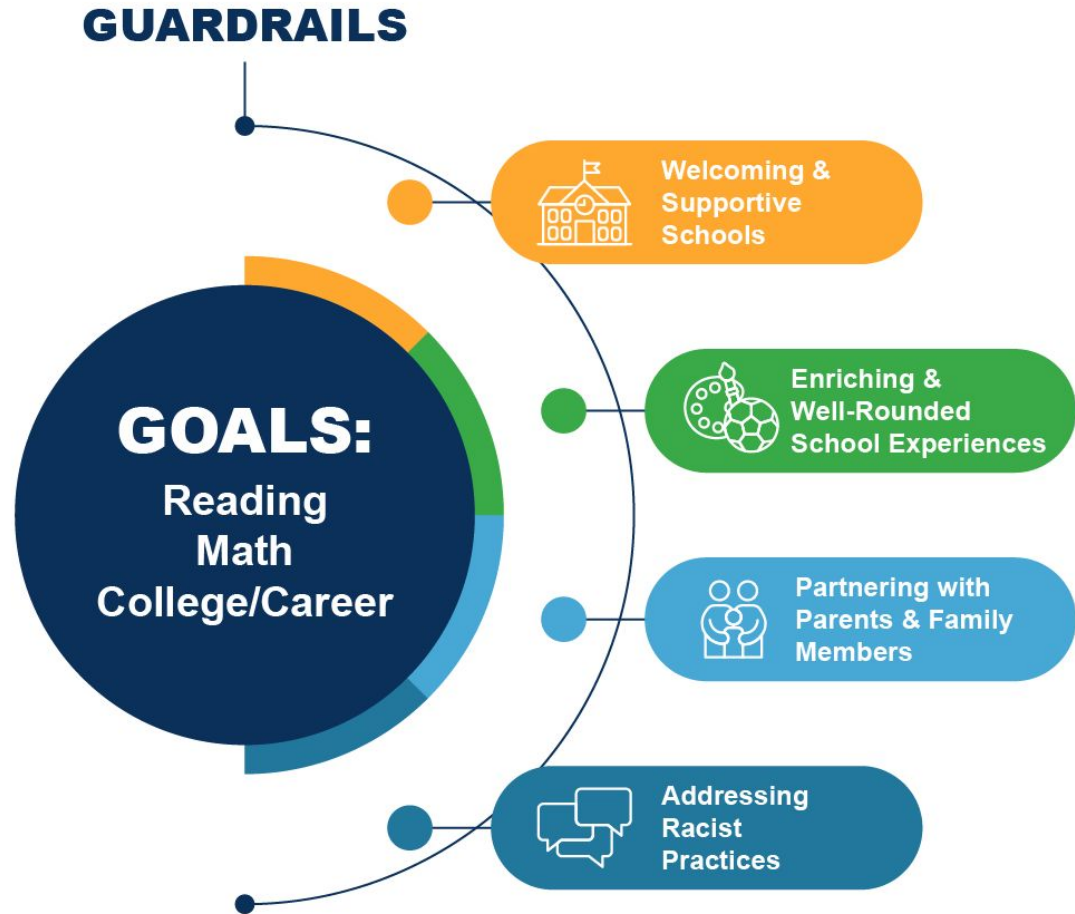 GUARDRAILS
Welcoming &
Supportive
Schools
Enriching &
Well-Rounded
School Experiences
GOALS:
Reading
Math
College/Career
Partnering with
Parents & Family
Members
Addressing
Racist
Practices